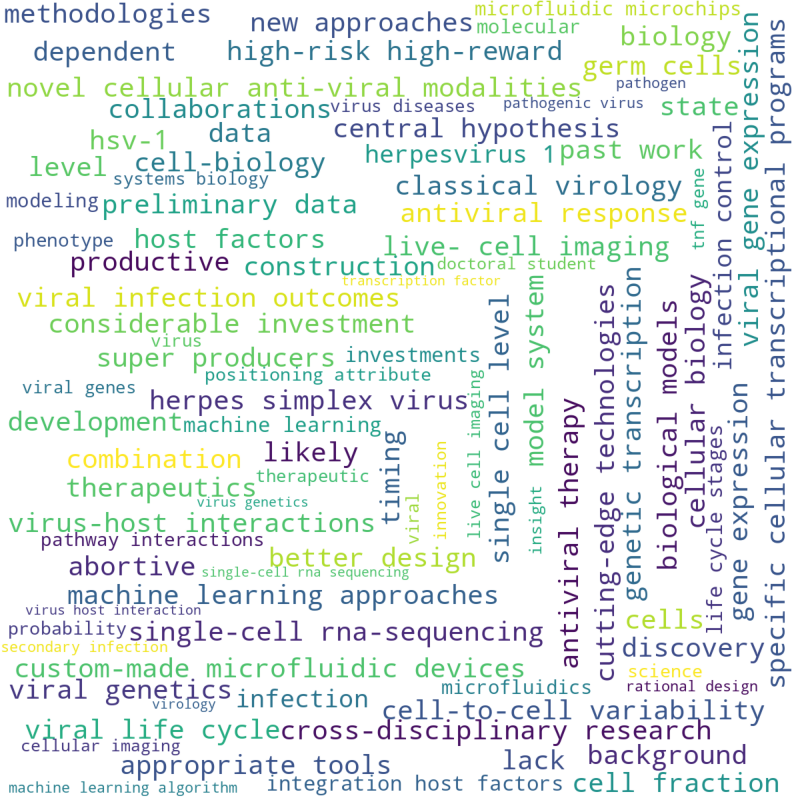 methodologies
microfluidic microchips
new approaches
molecular
biology
dependent
high-risk high-reward
germ cells
novel cellular anti-viral modalities
pathogen
collaborations
virus diseases
pathogenic virus
state
hsv-1
data
central hypothesis
level
cell-biology
herpesvirus 1
past work
systems biology
classical virology
modeling
preliminary data
antiviral response
phenotype
host factors
live- cell imaging
productive
construction
doctoral student
transcription factor
viral infection outcomes
considerable investment
virus
super producers
investments
positioning attribute
viral genes
herpes simplex virus
development
machine learning
combination
likely
therapeutics
therapeutic
virus genetics
virus-host interactions
pathway interactions
better design
abortive
single-cell rna sequencing
machine learning approaches
virus host interaction
probability
single-cell rna-sequencing
secondary infection
custom-made microfluidic devices
viral genetics
virology
infection
microfluidics
viral life cycle
cross-disciplinary research
cellular imaging
appropriate tools
lack
background
machine learning algorithm
integration host factors
cell fraction
cells
discovery
science
rational design
cell-to-cell variability
timing
viral
innovation
live cell imaging
single cell level
insight
model system
antiviral therapy
cutting-edge technologies
genetic transcription
biological models
cellular biology
tnf gene
life cycle stages
infection control
gene expression
viral gene expression
specific cellular transcriptional programs